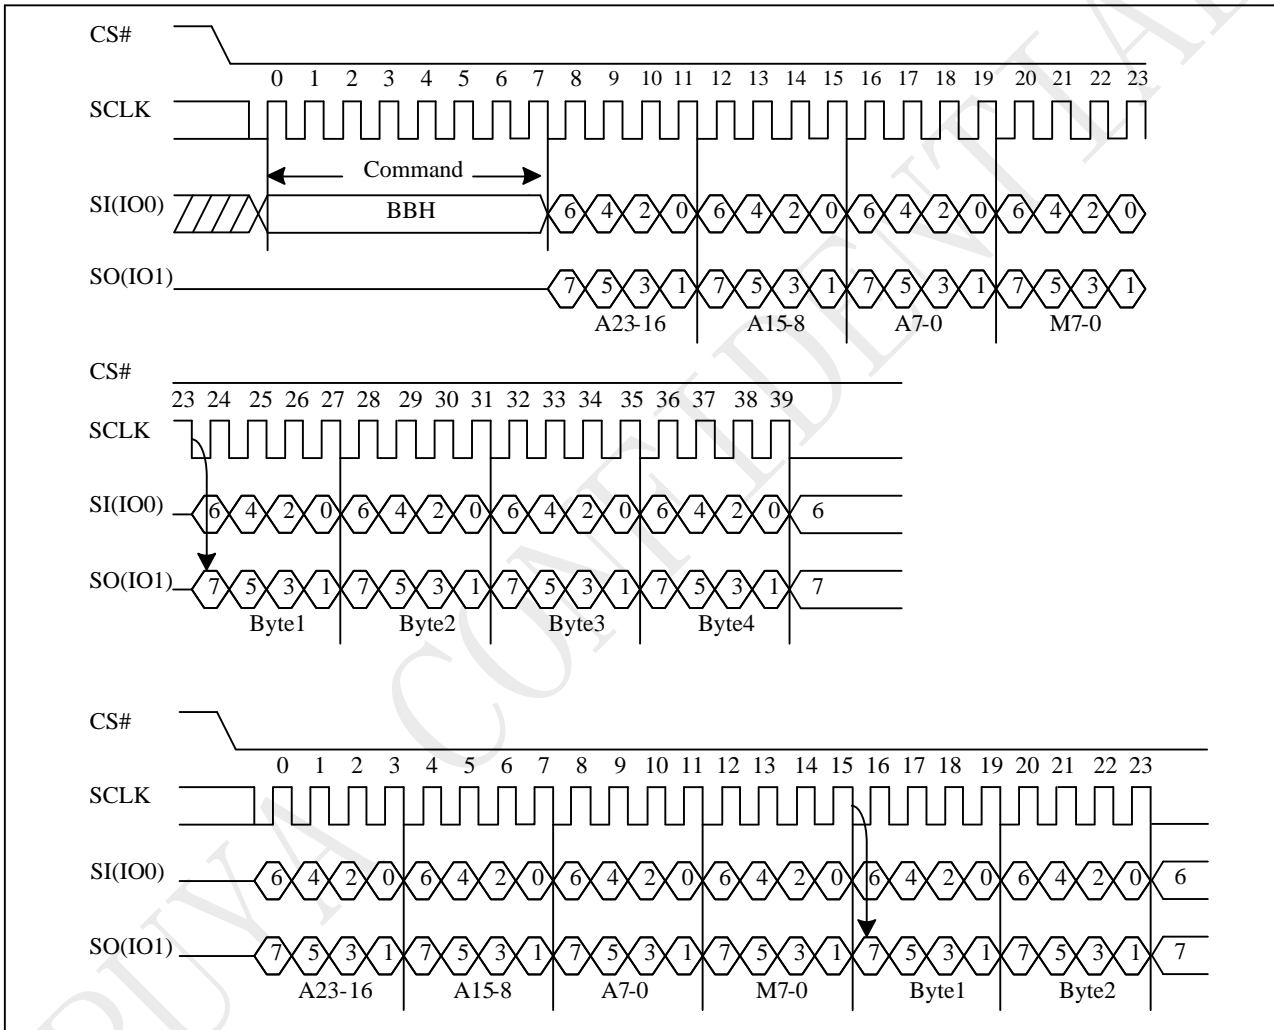 CS#
0 1 2 3 4 5 6 7 8 9 10 11 12 13 14 15 16 17 18 19 20 21 22 23
SCLK
Command
SI(IO0) BBH 6 4 2 0 6 4 2 0 6 4 2 0 6 4 2 0
SO(IO1) 7 5 3 1 7 5 3 1 7 5 3 1 7 5 3 1
A23-16 A15-8 A7-0 M7-0
CS#
23 24 25 26 27 28 29 30 31 32 33 34 35 36 37 38 39
SCLK
SI(IO0) 6 4 2 0 6 4 2 0 6 4 2 0 6 4 2 0 6
SO(IO1) 7 5 3 1 7 5 3 1 7 5 3 1 7 5 3 1 7
Byte1 Byte2 Byte3 Byte4
CS#
0 1 2 3 4 5 6 7 8 9 10 11 12 13 14 15 16 17 18 19 20 21 22 23
SCLK
SI(IO0) 6 4 2 0 6 4 2 0 6 4 2 0 6 4 2 0 6 4 2 0 6 4 2 0 6
SO(IO1) 7 5 3 1 7 5 3 1 7 5 3 1 7 5 3 1 7 5 3 1 7 5 3 1 7
A23-16 A15-8 A7-0 M7-0 Byte1 Byte2
PUYA CONFIDENTIAL